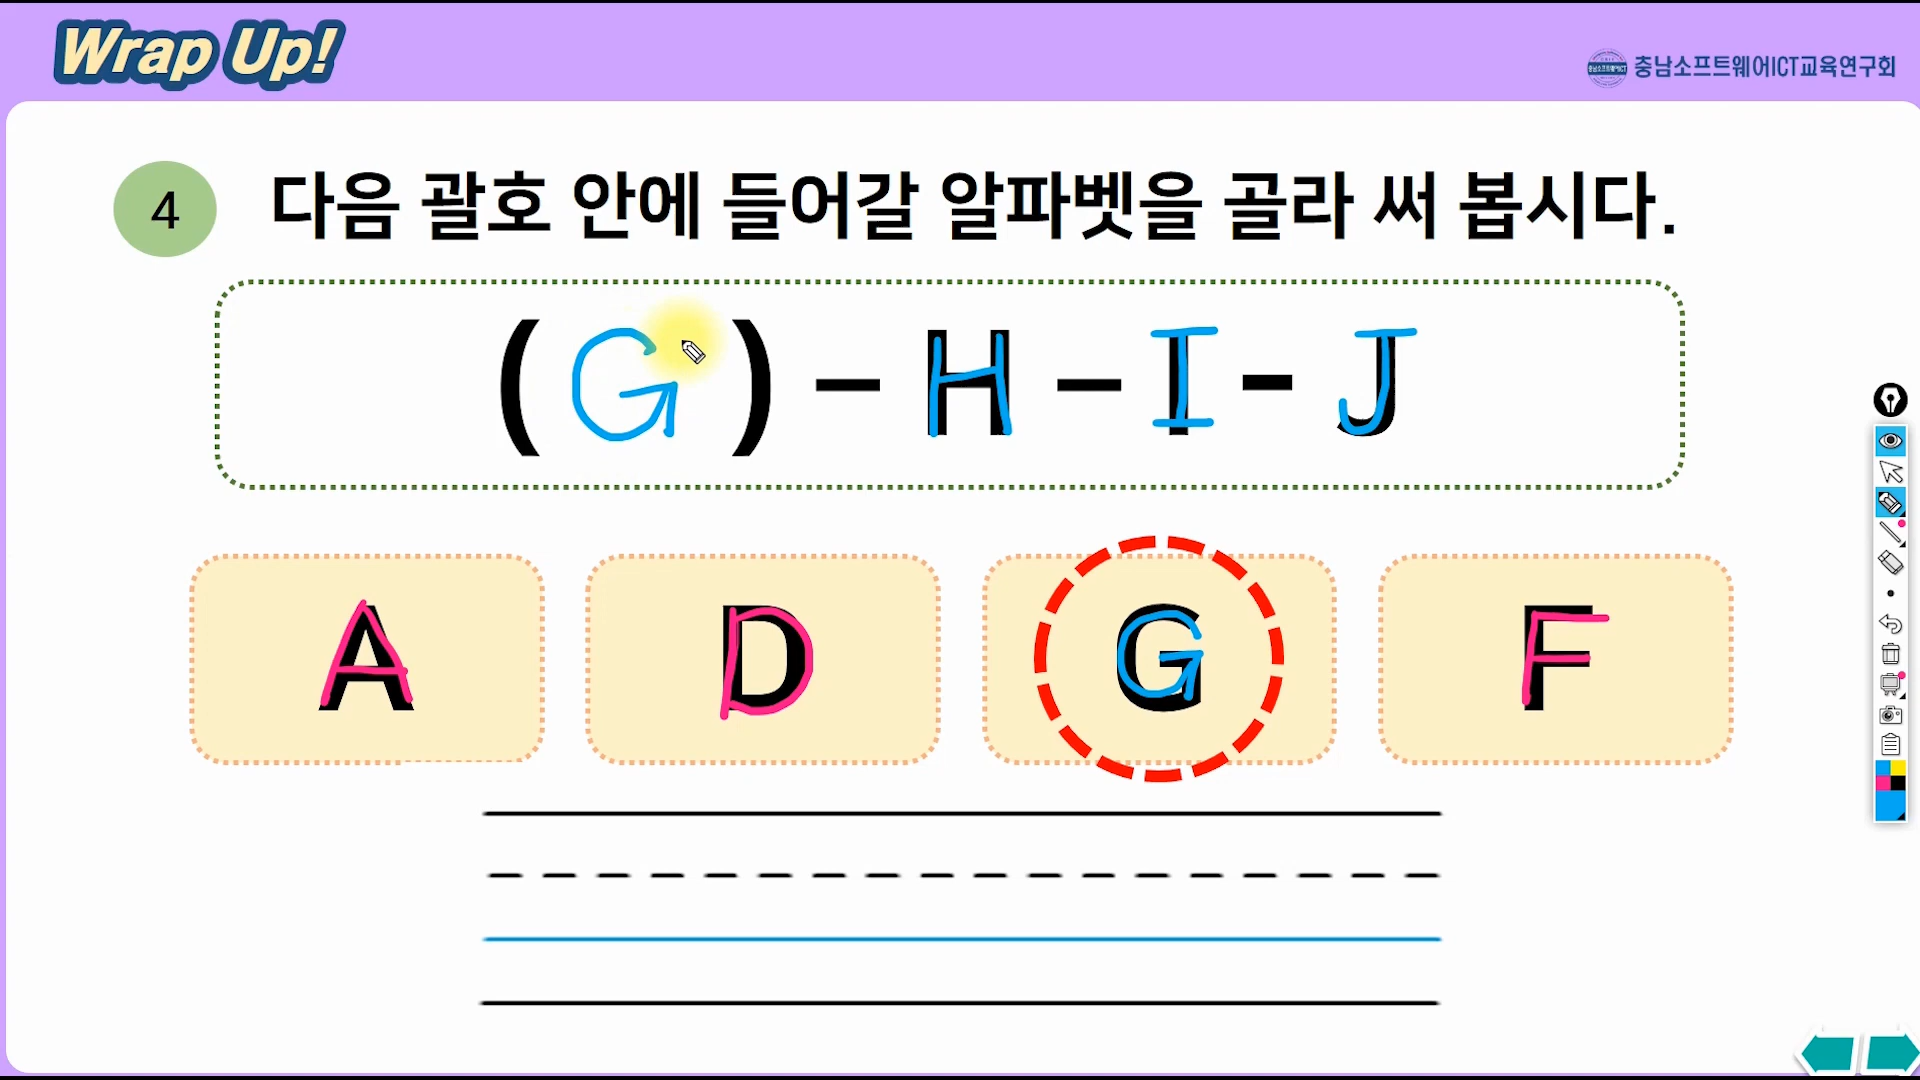 Wrap Up!
충남소프트웨어ICT교육연구회
4 다음 괄호 안에 들어갈 알파벳을 골라 써 봅시다.
( G ) - H - I - J
A D G F